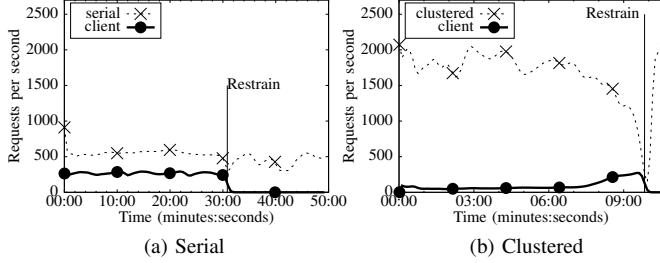 2500
2000
1500
1000
500
0
Requests per second
serial
client
Restrain
00:00 10:00 20:00 30:00 40:00 50:00
Time (minutes:seconds)
(a) Serial
2500
2000
1500
1000
500
0
Requests per second
clustered
client
Restrain
00:00 03:00 06:00 09:00
Time (minutes:seconds)
(b) Clustered